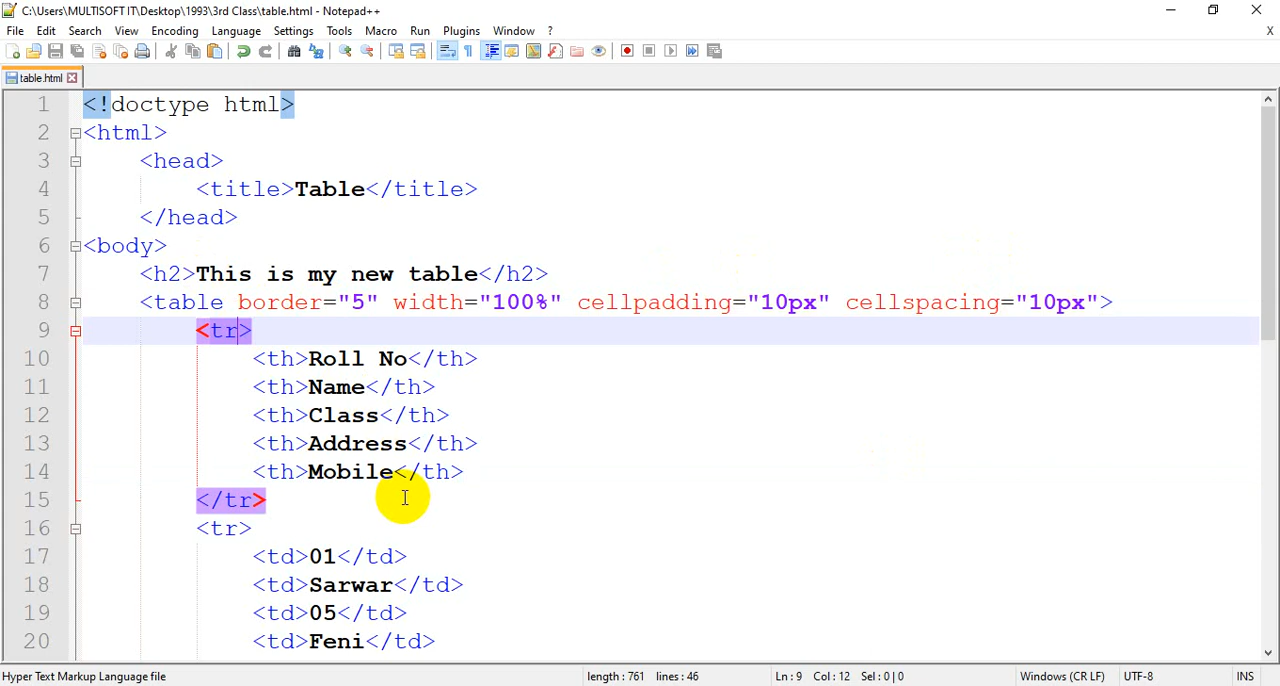 C:\Users\MULTISOFT IT\Desktop\1993\3rd Class\table.html - Notepad++
File Edit Search View Encoding Language Settings Tools Macro Run Plugins Window ? X
table.html
1 <!doctype html>
2 <html>
3 <head>
4 <title>Table</title>
5 </head>
6 <body>
7 <h2>This is my new table</h2>
8 <table border="5" width="100%" cellpadding="10px" cellspacing="10px">
9 <tr>
10 <th>Roll No</th>
11 <th>Name</th>
12 <th>Class</th>
13 <th>Address</th>
14 <th>Mobile</th>
15 </tr>
16 <tr>
17 <td>01</td>
18 <td>Sarwar</td>
19 <td>05</td>
20 <td>Feni</td>
Hyper Text Markup Language file length : 761 lines : 46 Ln : 9 Col : 12 Sel : 0 | 0 Windows (CR LF) UTF-8 INS